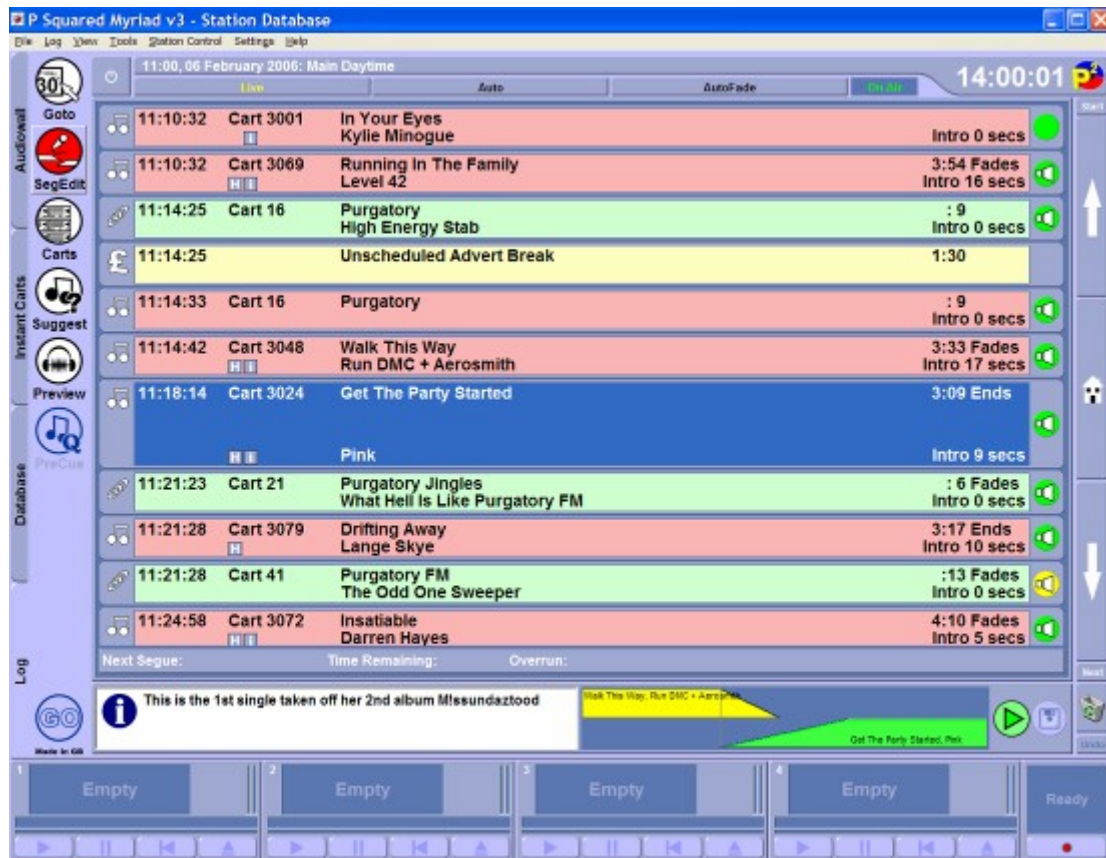 P Squared Myriad v3 - Station Database
File Log View Tools Station Control Settings Help
11:00, 06 February 2006: Main Daytime
Live Auto AutoFade On Air
14:00:01
Audiowall
Instant Carts
Database
Log
30
Goto
SegEdit
Carts
Suggest
Preview
PreCue
GO
Made in GB
11:10:32 Cart 3001 In Your Eyes
I Kylie Minogue Intro 0 secs
11:10:32 Cart 3069 Running In The Family 3:54 Fades
H I Level 42 Intro 16 secs
11:14:25 Cart 16 Purgatory : 9
High Energy Stab Intro 0 secs
£ 11:14:25 Unscheduled Advert Break 1:30
11:14:33 Cart 16 Purgatory : 9
Intro 0 secs
11:14:42 Cart 3048 Walk This Way 3:33 Fades
H I Run DMC + Aerosmith Intro 17 secs
11:18:14 Cart 3024 Get The Party Started 3:09 Ends
H I Pink Intro 9 secs
11:21:23 Cart 21 Purgatory Jingles : 6 Fades
What Hell Is Like Purgatory FM Intro 0 secs
11:21:28 Cart 3079 Drifting Away 3:17 Ends
H Lange Skye Intro 10 secs
11:21:28 Cart 41 Purgatory FM :13 Fades
The Odd One Sweeper Intro 0 secs
11:24:58 Cart 3072 Insatiable 4:10 Fades
H I Darren Hayes Intro 5 secs
Next Segue: Time Remaining: Overrun:
This is the 1st single taken off her 2nd album M!ssundaztood
Walk This Way, Run DMC + Aerosmith
Get The Party Started, Pink
Start
Next
Undo
1 Empty
2 Empty
3 Empty
4 Empty
Ready